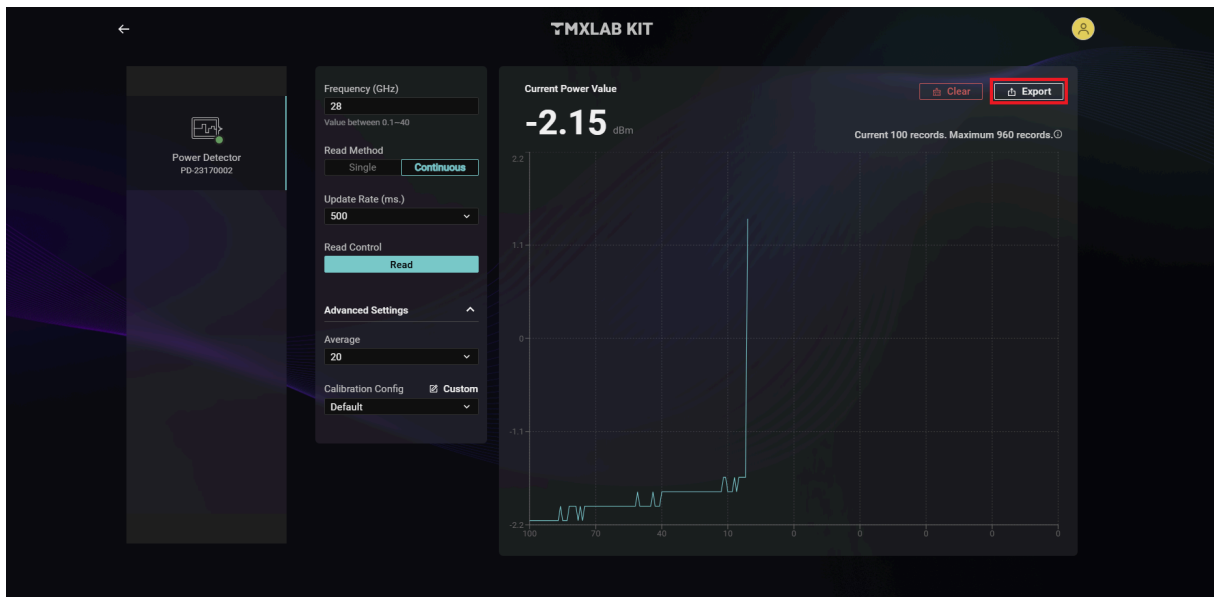 TMXLAB KIT
Power Detector
PD-23170002
Frequency (GHz)
28
Value between 0.1~40
Read Method
Single Continuous
Update Rate (ms.)
500
Read Control
Read
Advanced Settings
Average
20
Calibration Config Custom
Default
Current Power Value
Clear Export
-2.15 dBm
Current 100 records. Maximum 960 records.
2.2
1.1
0
-1.1
-2.2
100 70 40 10 0 0 0 0 0